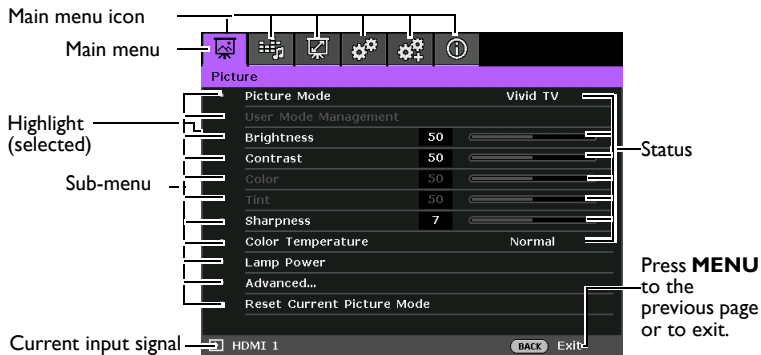 Main menu icon
Main menu
Picture
Picture Mode Vivid TV
User Mode Management
Highlight
(selected)
Brightness 50
Contrast 50
Status
Color 50
Sub-menu
Tint 50
Sharpness 7
Color Temperature Normal
Lamp Power
Advanced...
Reset Current Picture Mode
Press MENU
to the
previous page
or to exit.
Current input signal
HDMI 1
BACK Exit